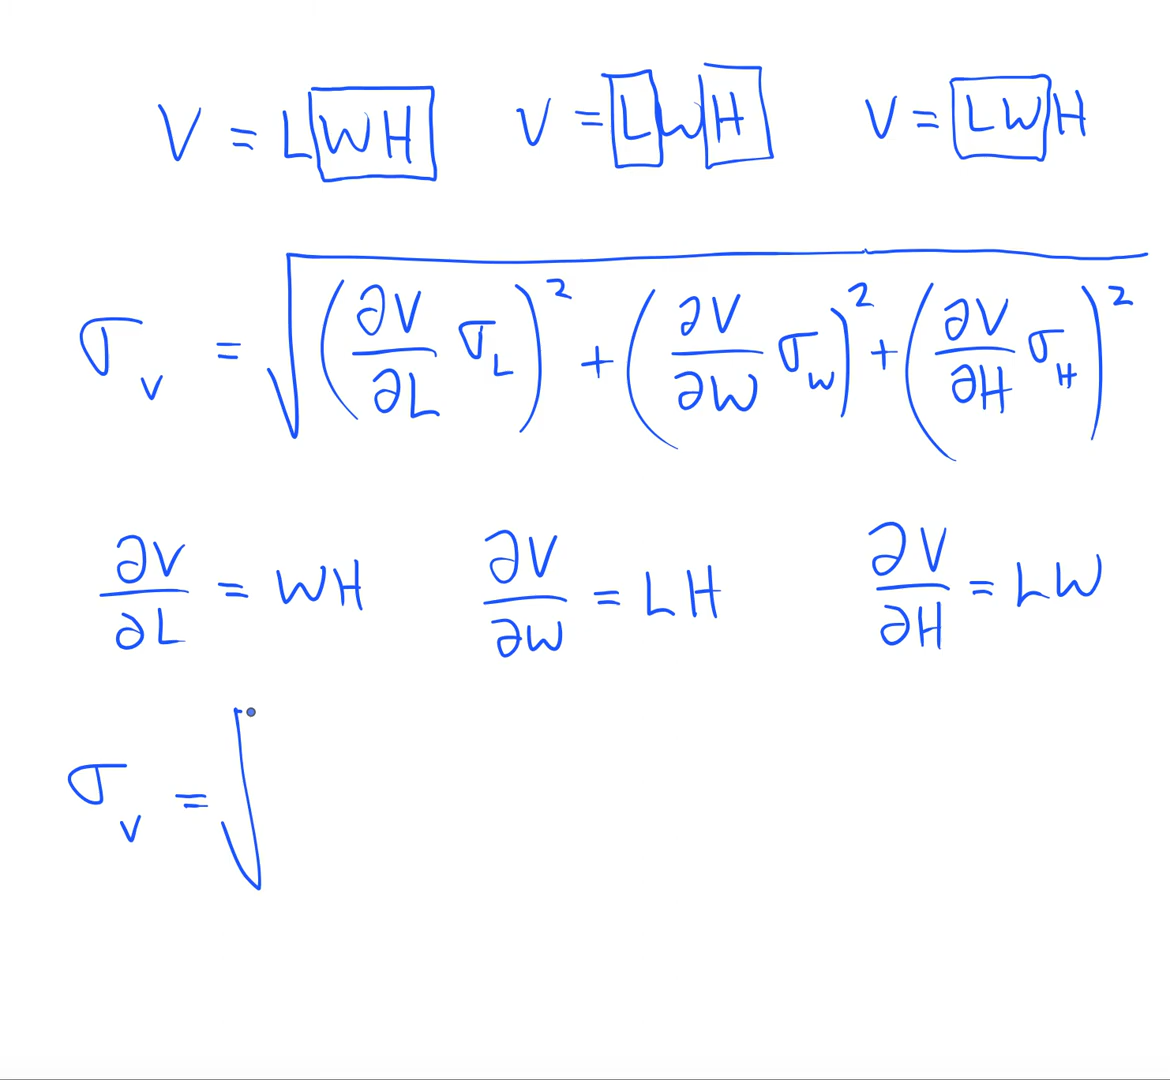 V = LWH V = LWH V = LWH
σ_V = √((∂V/∂L σ_L)² + (∂V/∂W σ_W)² + (∂V/∂H σ_H)²)
∂V/∂L = WH ∂V/∂W = LH ∂V/∂H = LW
σ_V = √